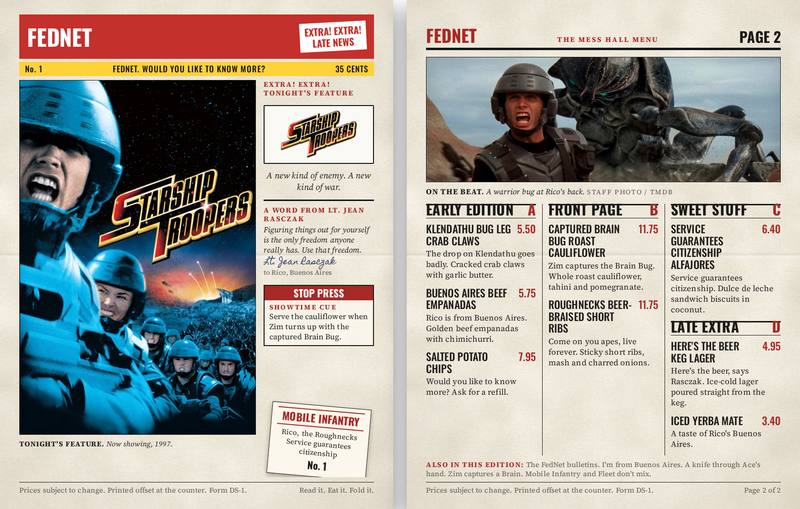 FEDNET
EXTRA! EXTRA!
LATE NEWS
No. 1
FEDNET. WOULD YOU LIKE TO KNOW MORE?
35 CENTS
STARSHIP
TROOPERS
TONIGHT'S FEATURE. Now showing, 1997.
EXTRA! EXTRA!
TONIGHT'S FEATURE
STARSHIP
TROOPERS
A new kind of enemy. A new
kind of war.
A WORD FROM LT. JEAN
RASCZAK
Figuring things out for yourself
is the only freedom anyone
really has. Use that freedom.
Lt. Jean Rasczak
to Rico, Buenos Aires
STOP PRESS
SHOWTIME CUE
Serve the cauliflower when
Zim turns up with the
captured Brain Bug.
MOBILE INFANTRY
Rico, the Roughnecks
Service guarantees
citizenship
No. 1
Prices subject to change. Printed offset at the counter. Form DS-1.
Read it. Eat it. Fold it.
FEDNET
THE MESS HALL MENU
PAGE 2
ON THE BEAT. A warrior bug at Rico's back. STAFF PHOTO / TMDB
EARLY EDITION A
KLENDATHU BUG LEG 5.50
CRAB CLAWS
The drop on Klendathu goes
badly. Cracked crab claws
with garlic butter.
BUENOS AIRES BEEF 5.75
EMPANADAS
Rico is from Buenos Aires.
Golden beef empanadas
with chimichurri.
SALTED POTATO 7.95
CHIPS
Would you like to know
more? Ask for a refill.
FRONT PAGE B
CAPTURED BRAIN 11.75
BUG ROAST
CAULIFLOWER
Zim captures the Brain Bug.
Whole roast cauliflower,
tahini and pomegranate.
ROUGHNECKS BEER- 11.75
BRAISED SHORT
RIBS
Come on you apes, live
forever. Sticky short ribs,
mash and charred onions.
SWEET STUFF C
SERVICE 6.40
GUARANTEES
CITIZENSHIP
ALFAJORES
Service guarantees
citizenship. Dulce de leche
sandwich biscuits in
coconut.
LATE EXTRA D
HERE'S THE BEER 4.95
KEG LAGER
Here's the beer, says
Rasczak. Ice-cold lager
poured straight from the
keg.
ICED YERBA MATE 3.40
A taste of Rico's Buenos
Aires.
ALSO IN THIS EDITION: The FedNet bulletins. I'm from Buenos Aires. A knife through Ace's
hand. Zim captures a Brain. Mobile Infantry and Fleet don't mix.
Prices subject to change. Printed offset at the counter. Form DS-1.
Page 2 of 2